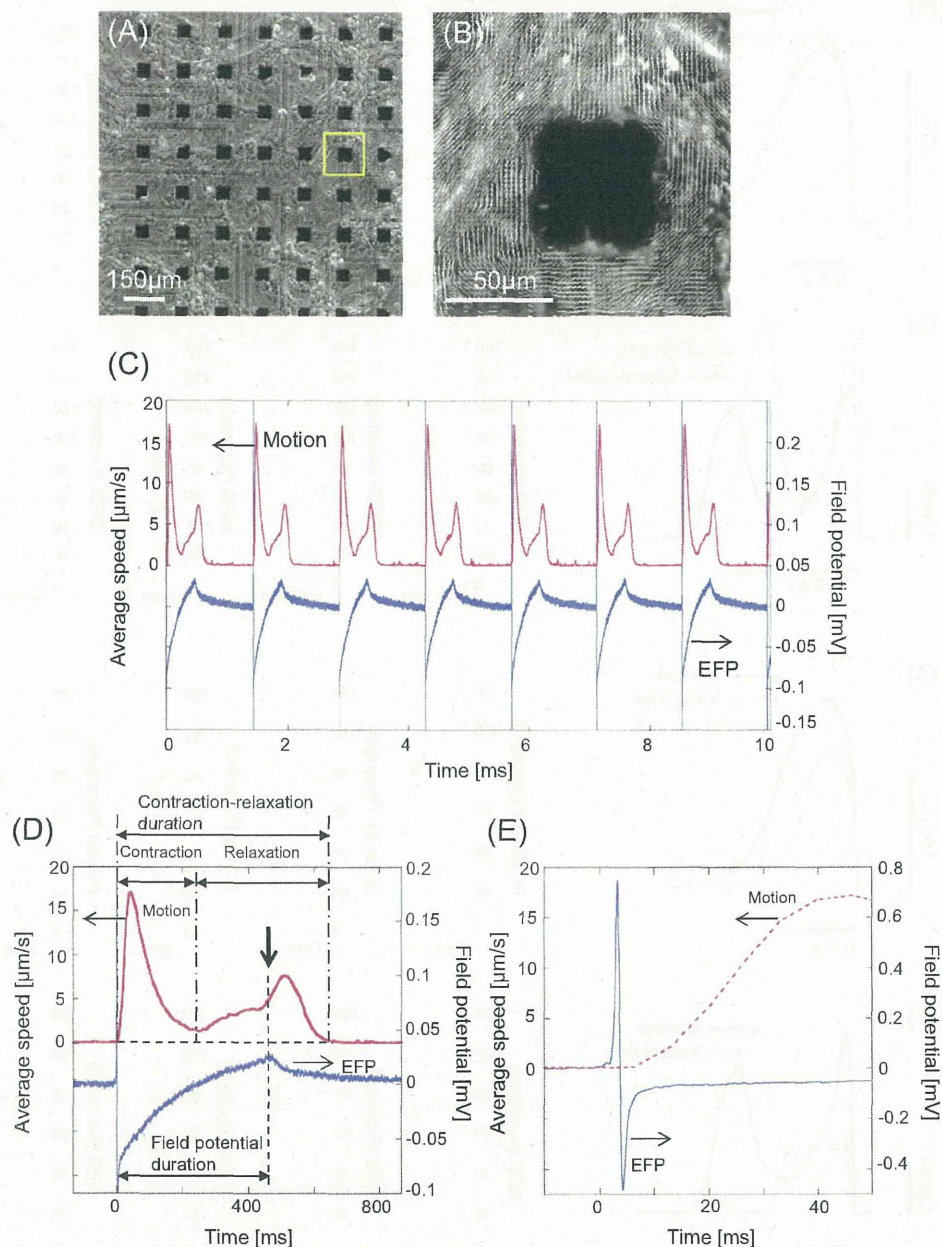 (A)
150μm
(B)
50μm
(C)
20
15
10
5
0
Average speed [μm/s]
Motion
0.2
0.15
0.1
0.05
0
-0.05
-0.1
-0.15
Field potential [mV]
EFP
0 2 4 6 8 10
Time [ms]
(D)
Contraction-relaxation
duration
Contraction Relaxation
20
15
10
5
0
Average speed [μm/s]
Motion
0.2
0.15
0.1
0.05
0
-0.05
-0.1
Field potential [mV]
EFP
Field potential
duration
0 400 800
Time [ms]
(E)
20
15
10
5
0
Average speed [μm/s]
Motion
0.8
0.6
0.4
0.2
0
-0.2
-0.4
Field potential [mV]
EFP
0 20 40
Time [ms]